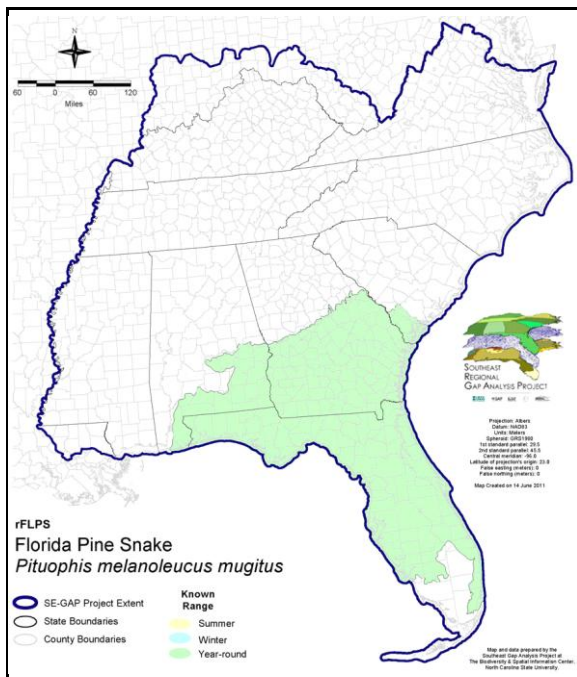 N
60 0 60 120
Miles
SOUTHEAST
REGIONAL
GAP ANALYSIS PROJECT
Projection: Albers
Datum: NAD83
Units: Meters
Spheroid: GRS1980
1st standard parallel: 29.5
2nd standard parallel: 45.5
Central meridian: -96.0
Latitude of projection's origin: 23.0
False easting (meters): 0
False northing (meters): 0
Map Created on 14 June 2011
rFLPS
Florida Pine Snake
Pituophis melanoleucus mugitus
SE-GAP Project Extent
State Boundaries
County Boundaries
Known
Range
Summer
Winter
Year-round
Map and data prepared by the
Southeast Gap Analysis Project at
The Biodiversity & Spatial Information Center,
North Carolina State University.